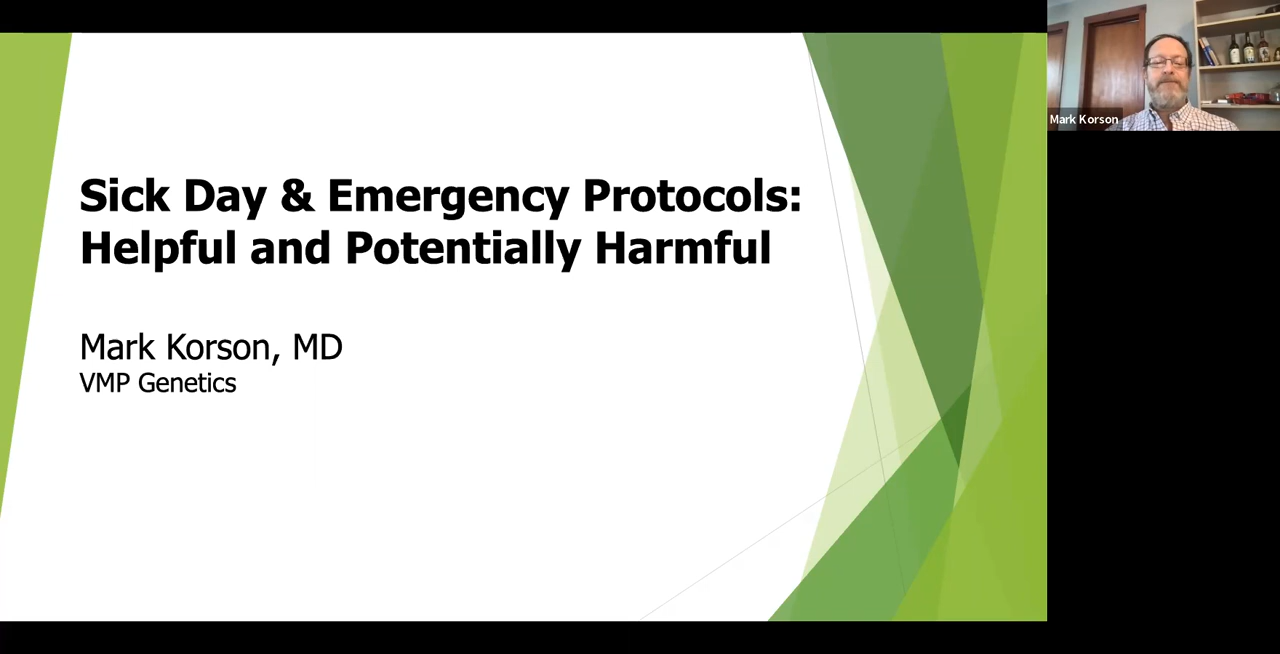 Sick Day & Emergency Protocols:
Helpful and Potentially Harmful
Mark Korson, MD
VMP Genetics
Mark Korson